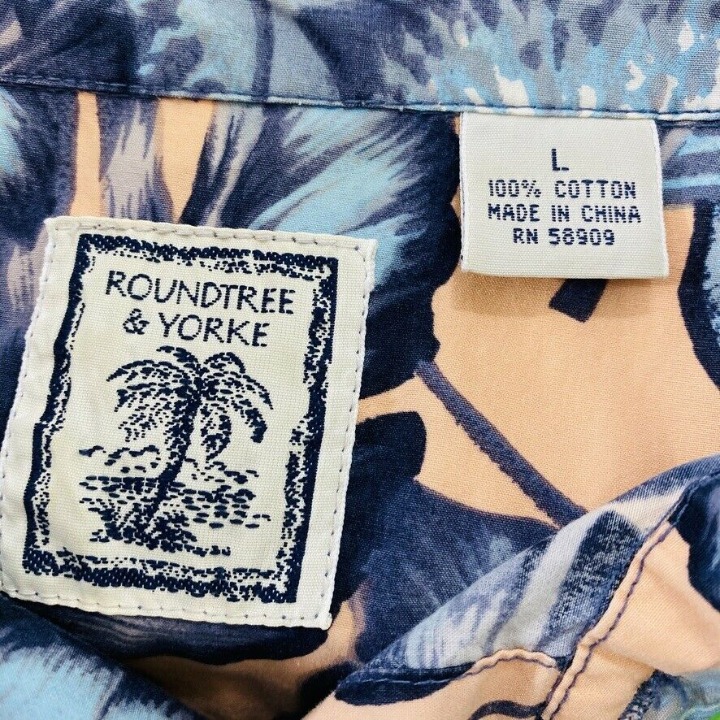 ROUNDTREE
& YORKE
L
100% COTTON
MADE IN CHINA
RN 58909